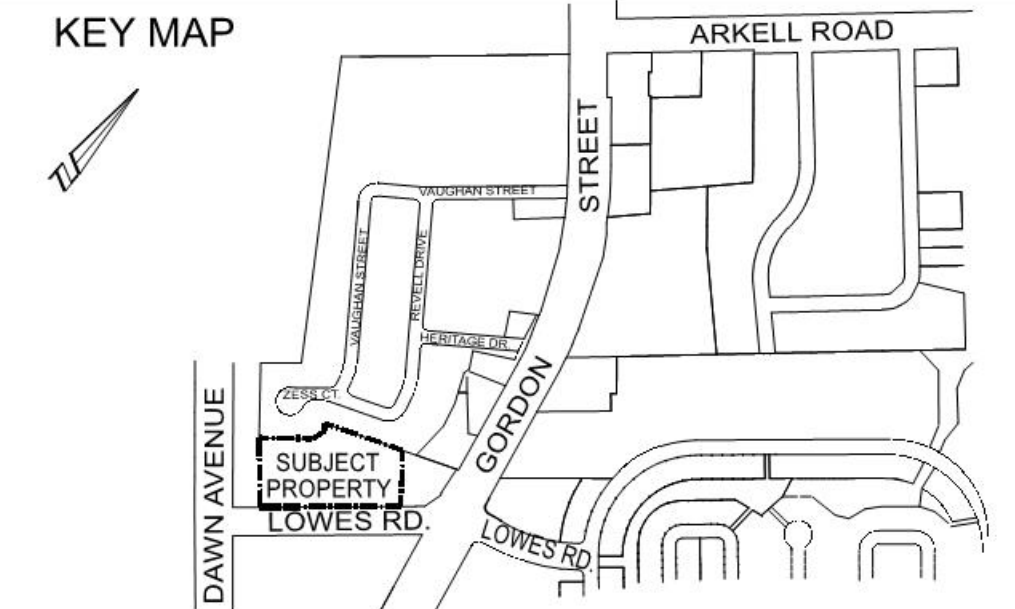 KEY MAP
ARKELL ROAD
STREET
VAUGHAN STREET
VAUGHAN STREET
REVELL DRIVE
HERITAGE DR.
GORDON
ZESS CT.
DAWN AVENUE
SUBJECT
PROPERTY
LOWES RD.
LOWES RD.
N